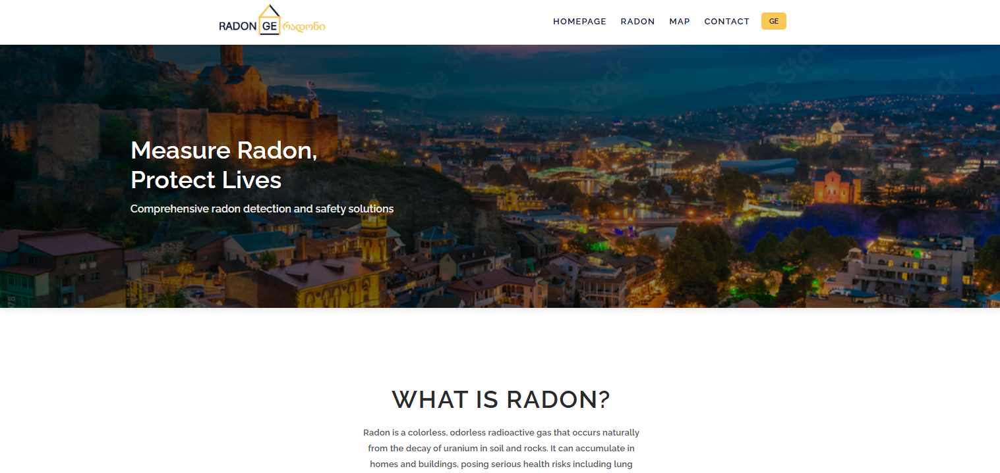 RADON GE რადონი
HOMEPAGE RADON MAP CONTACT GE
Measure Radon,
Protect Lives
Comprehensive radon detection and safety solutions
WHAT IS RADON?
Radon is a colorless, odorless radioactive gas that occurs naturally
from the decay of uranium in soil and rocks. It can accumulate in
homes and buildings, posing serious health risks including lung